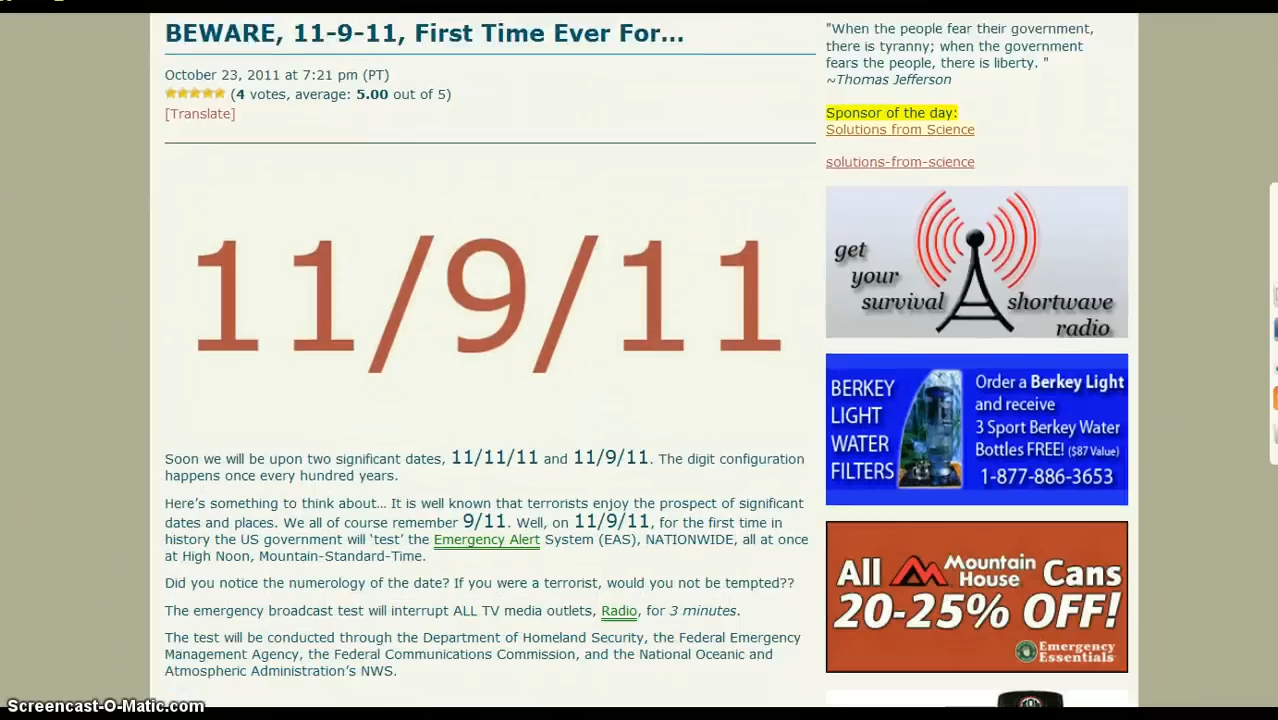 BEWARE, 11-9-11, First Time Ever For...
October 23, 2011 at 7:21 pm (PT)
(4 votes, average: 5.00 out of 5)
[Translate]
11/9/11
Soon we will be upon two significant dates, 11/11/11 and 11/9/11. The digit configuration
happens once every hundred years.
Here's something to think about... It is well known that terrorists enjoy the prospect of significant
dates and places. We all of course remember 9/11. Well, on 11/9/11, for the first time in
history the US government will ‘test’ the Emergency Alert System (EAS), NATIONWIDE, all at once
at High Noon, Mountain-Standard-Time.
Did you notice the numerology of the date? If you were a terrorist, would you not be tempted??
The emergency broadcast test will interrupt ALL TV media outlets, Radio, for 3 minutes.
The test will be conducted through the Department of Homeland Security, the Federal Emergency
Management Agency, the Federal Communications Commission, and the National Oceanic and
Atmospheric Administration's NWS.
"When the people fear their government,
there is tyranny; when the government
fears the people, there is liberty. "
~Thomas Jefferson
Sponsor of the day:
Solutions from Science
solutions-from-science
get
your
survival shortwave
radio
BERKEY
LIGHT
WATER
FILTERS
Order a Berkey Light
and receive
3 Sport Berkey Water
Bottles FREE! ($87 Value)
1-877-886-3653
All Mountain House Cans
20-25% OFF!
Emergency
Essentials
Screencast-O-Matic.com